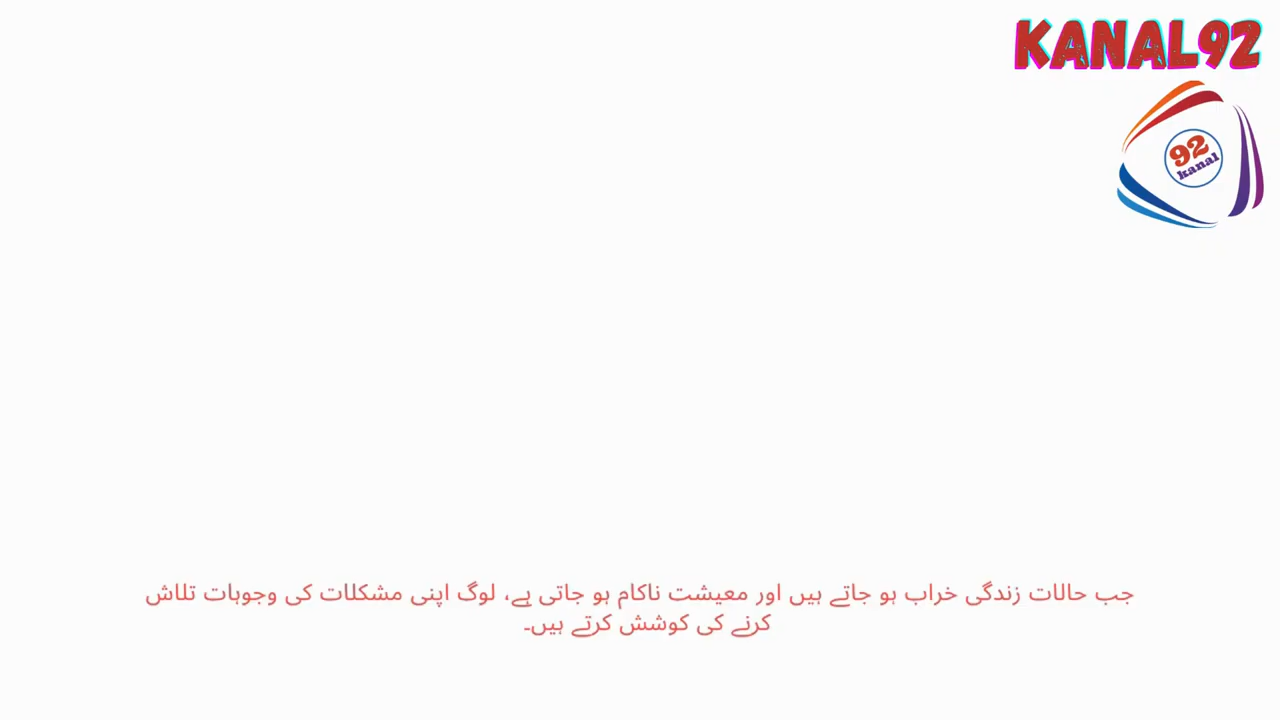 KANAL92
92
kanal
جب حالات زندگی خراب ہو جاتے ہیں اور معیشت ناکام ہو جاتی ہے، لوگ اپنی مشکلات کی وجوہات تلاش
کرنے کی کوشش کرتے ہیں۔